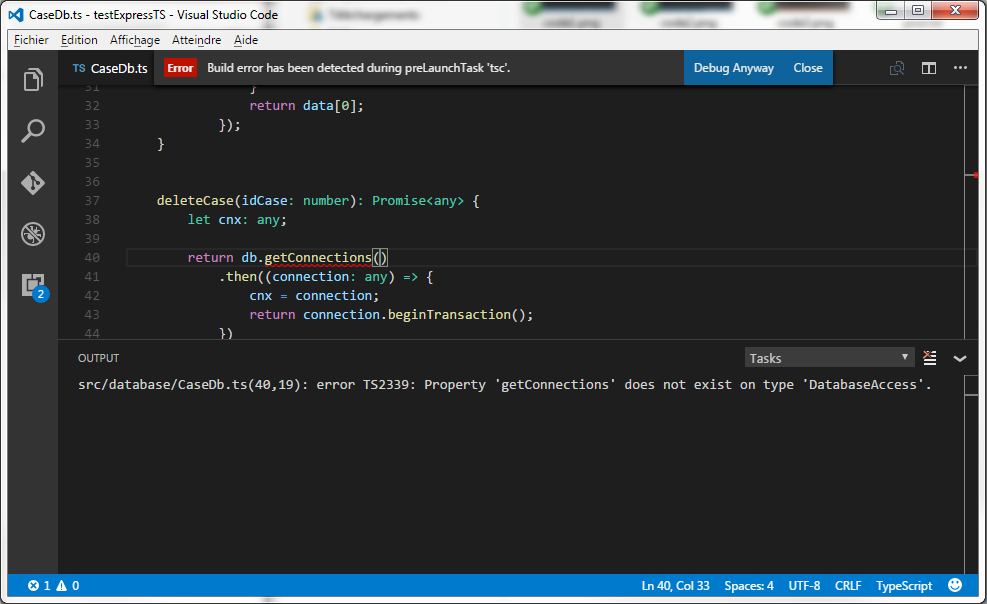 CaseDb.ts - testExpressTS - Visual Studio Code
Fichier Edition Affichage Atteindre Aide
TS CaseDb.ts Error Build error has been detected during preLaunchTask 'tsc'. Debug Anyway Close
31 }
32 return data[0];
33 });
34 }
35
36
37 deleteCase(idCase: number): Promise<any> {
38 let cnx: any;
39
40 return db.getConnections()
41 .then((connection: any) => {
42 cnx = connection;
43 return connection.beginTransaction();
44 })
2
OUTPUT Tasks
src/database/CaseDb.ts(40,19): error TS2339: Property 'getConnections' does not exist on type 'DatabaseAccess'.
1 0 Ln 40, Col 33 Spaces: 4 UTF-8 CRLF TypeScript